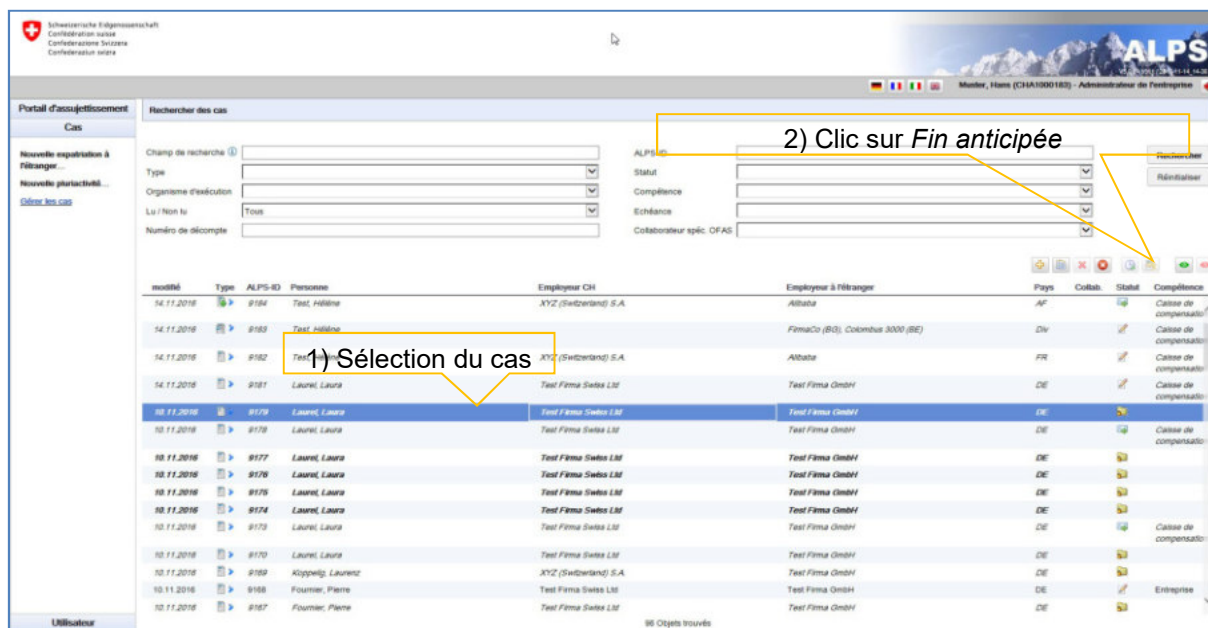 Schweizerische Eidgenossenschaft
Confédération suisse
Confederazione Svizzera
Confederaziun svizra
ALPS
Muster, Hans (CHA1000183) - Administrateur de l'entreprise
Portail d'assujettissement
Rechercher des cas
Cas
Nouvelle expatriation à l'étranger...
Nouvelle pluriactivité...
Gérer les cas
2) Clic sur Fin anticipée
Champ de recherche
ALPS-ID
Rechercher
Type
Statut
Réinitialiser
Organisme d'exécution
Compétence
Lu / Non lu Tous
Echéance
Numéro de décompte
Collaborateur spéc. OFAS
modifié Type ALPS-ID Personne Employeur CH Employeur à l'étranger Pays Collab. Statut Compétence
14.11.2016 9184 Test, Hélène XYZ (Switzerland) S.A. Alibaba AF Caisse de compensatio
14.11.2016 9183 Test, Hélène FirmaCo (BG), Colombus 3000 (BE) Div Caisse de compensatio
14.11.2016 9182 Test, Hélène XYZ (Switzerland) S.A. Alibaba FR Caisse de compensatio
1) Sélection du cas
14.11.2016 9181 Laurel, Laura Test Firma Swiss Ltd Test Firma GmbH DE Caisse de compensatio
10.11.2016 9179 Laurel, Laura Test Firma Swiss Ltd Test Firma GmbH DE
10.11.2016 9178 Laurel, Laura Test Firma Swiss Ltd Test Firma GmbH DE Caisse de compensatio
10.11.2016 9177 Laurel, Laura Test Firma Swiss Ltd Test Firma GmbH DE
10.11.2016 9176 Laurel, Laura Test Firma Swiss Ltd Test Firma GmbH DE
10.11.2016 9175 Laurel, Laura Test Firma Swiss Ltd Test Firma GmbH DE
10.11.2016 9174 Laurel, Laura Test Firma Swiss Ltd Test Firma GmbH DE
10.11.2016 9173 Laurel, Laura Test Firma Swiss Ltd Test Firma GmbH DE Caisse de compensatio
10.11.2016 9170 Laurel, Laura Test Firma Swiss Ltd Test Firma GmbH DE
10.11.2016 9169 Koppelig, Laurenz XYZ (Switzerland) S.A. Test Firma GmbH DE
10.11.2016 9168 Fournier, Pierre Test Firma Swiss Ltd Test Firma GmbH DE Entreprise
10.11.2016 9167 Fournier, Pierre Test Firma Swiss Ltd Test Firma GmbH DE
Utilisateur
96 Objets trouvés